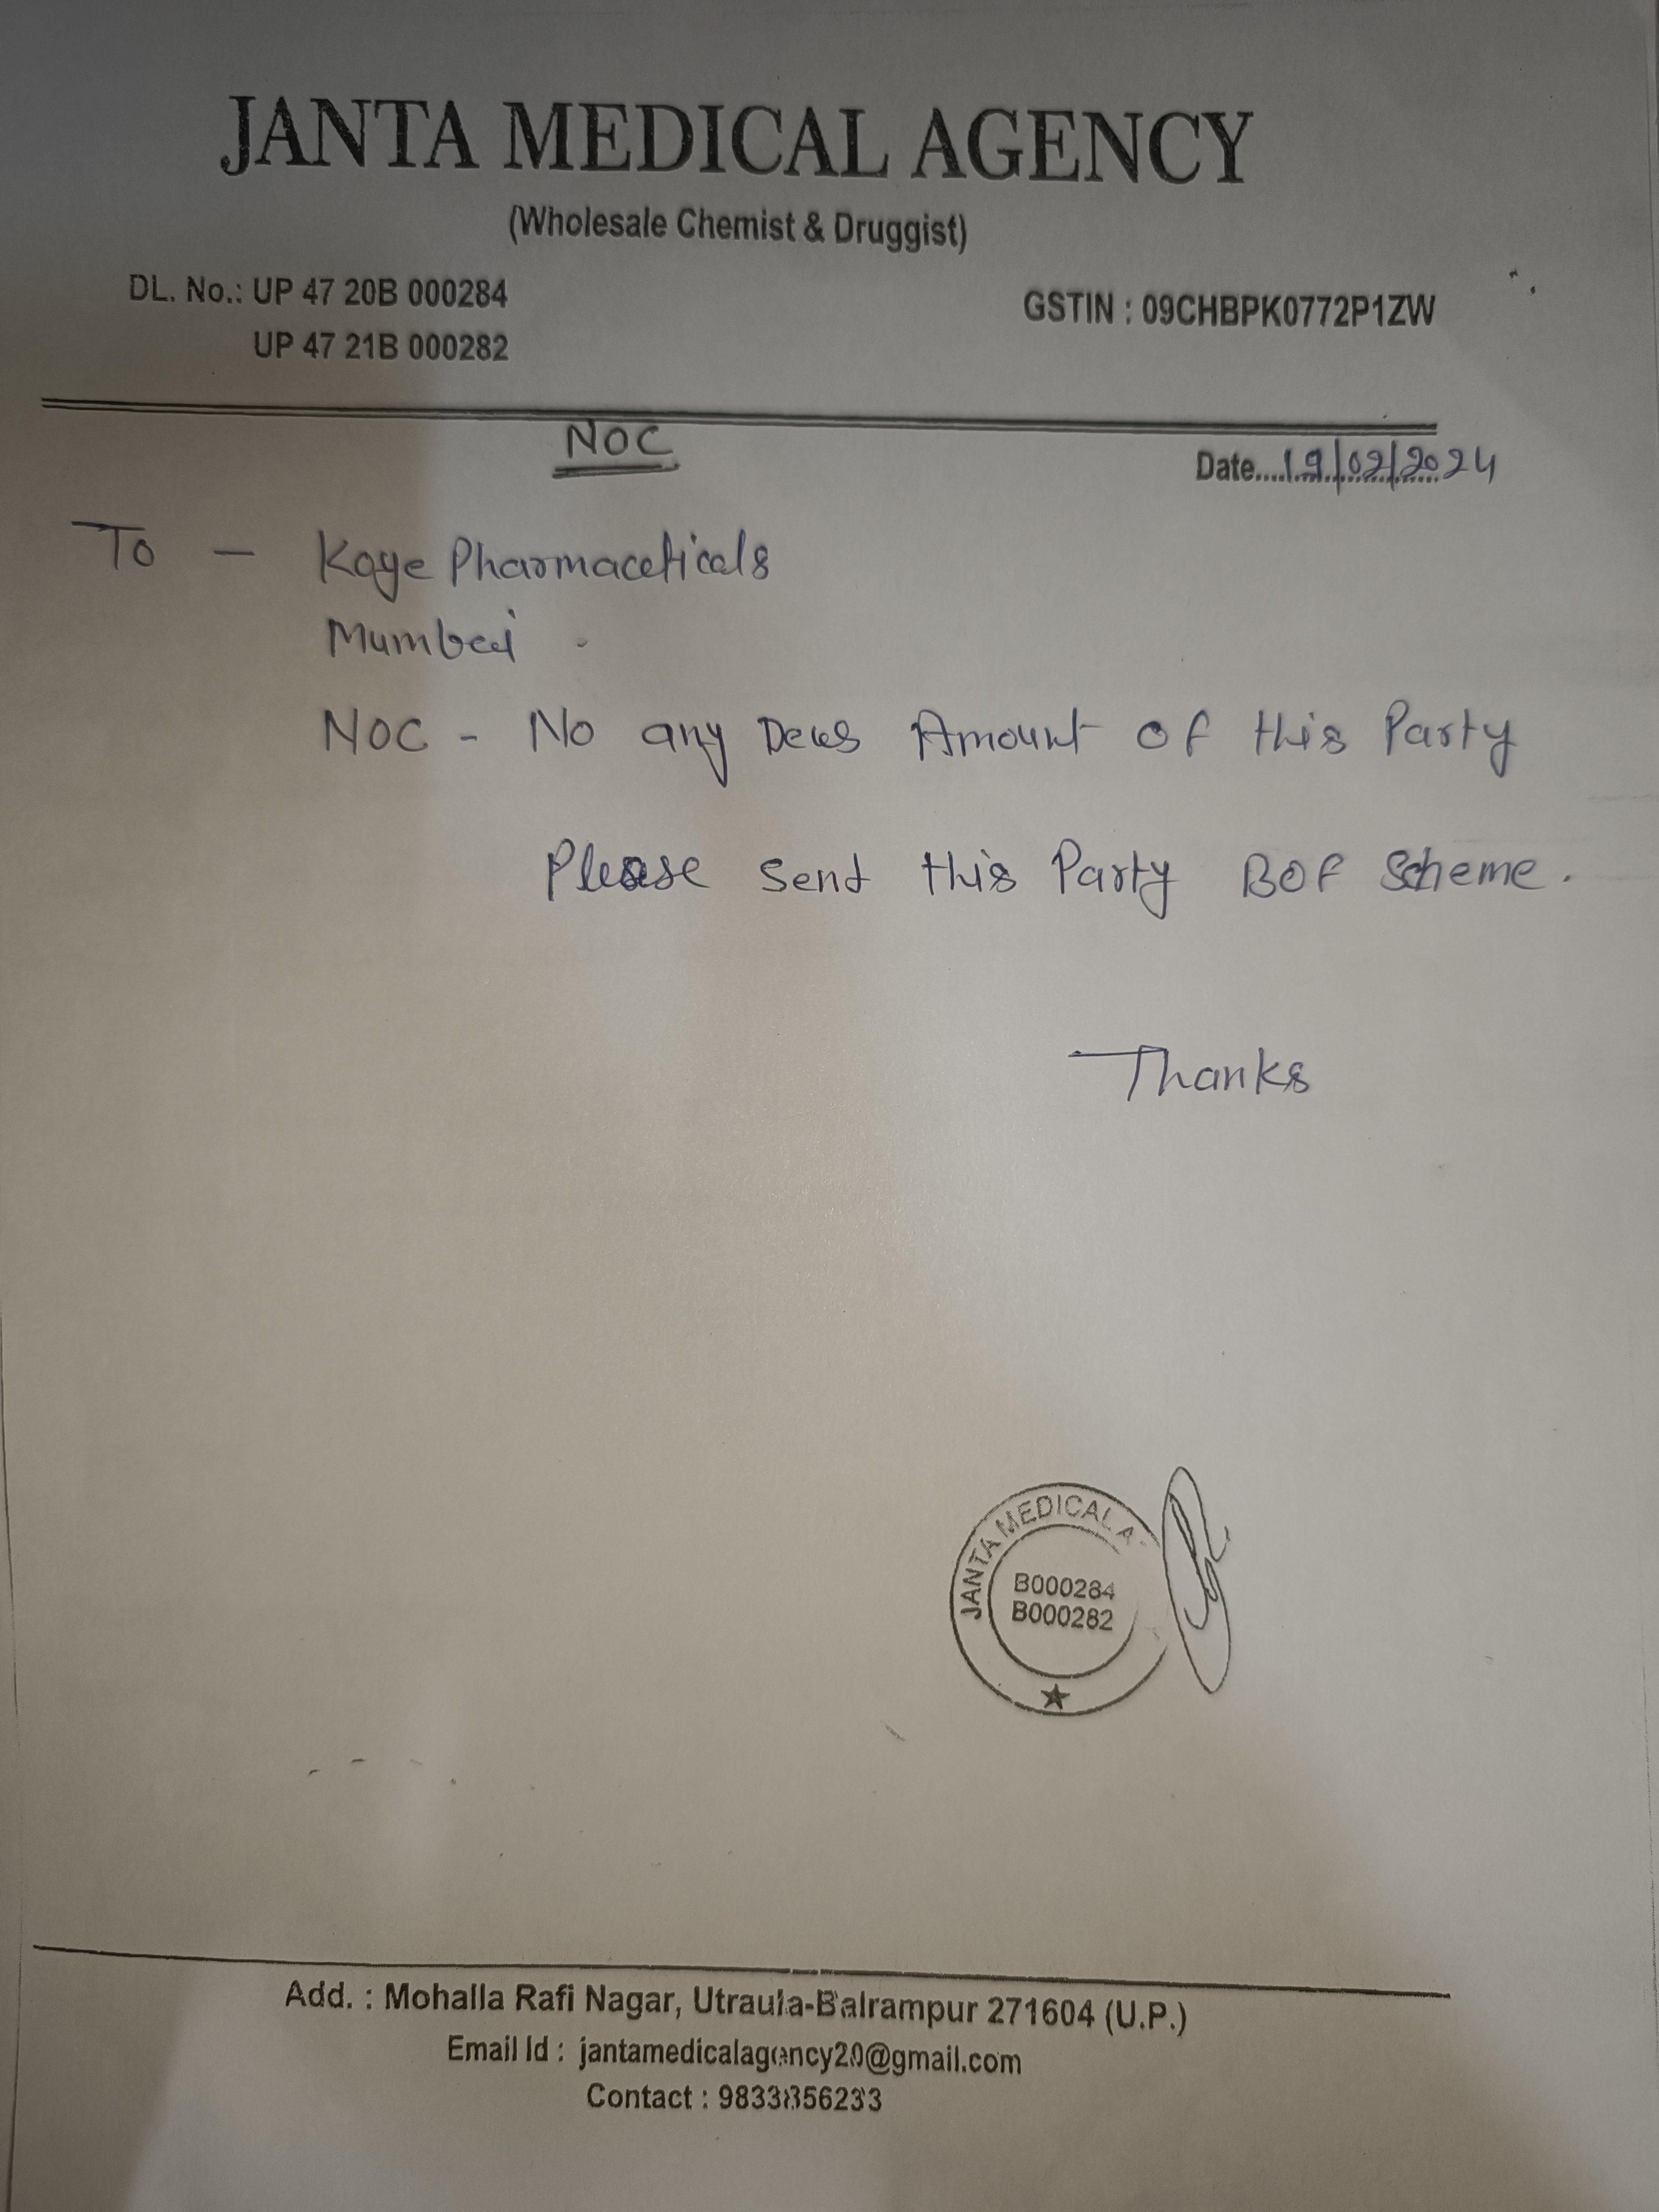 JANTA MEDICAL AGENCY
(Wholesale Chemist & Druggist)
DL. No.: UP 47 20B 000284
GSTIN : 09CHBPK0772P1ZW
UP 47 21B 000282
NOC
Date....19/02/2024
To - Kaye Pharmaceticals
Mumbai
NOC - No any Dews Amount of this Party
Please send this Party BOF Scheme.
Thanks
JANTA MEDICAL A
B000284
B000282
Add. : Mohalla Rafi Nagar, Utraula-Balrampur 271604 (U.P.)
Email Id : jantamedicalagency20@gmail.com
Contact :